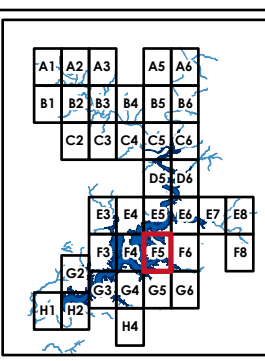 A1 A2 A3 A5 A6
B1 B2 B3 B4 B5 B6
C2 C3 C4 C5 C6
D5 D6
E3 E4 E5 E6 E7 E8
F3 F4 F5 F6 F8
G2 G3 G4 G5 G6
H1 H2 H4